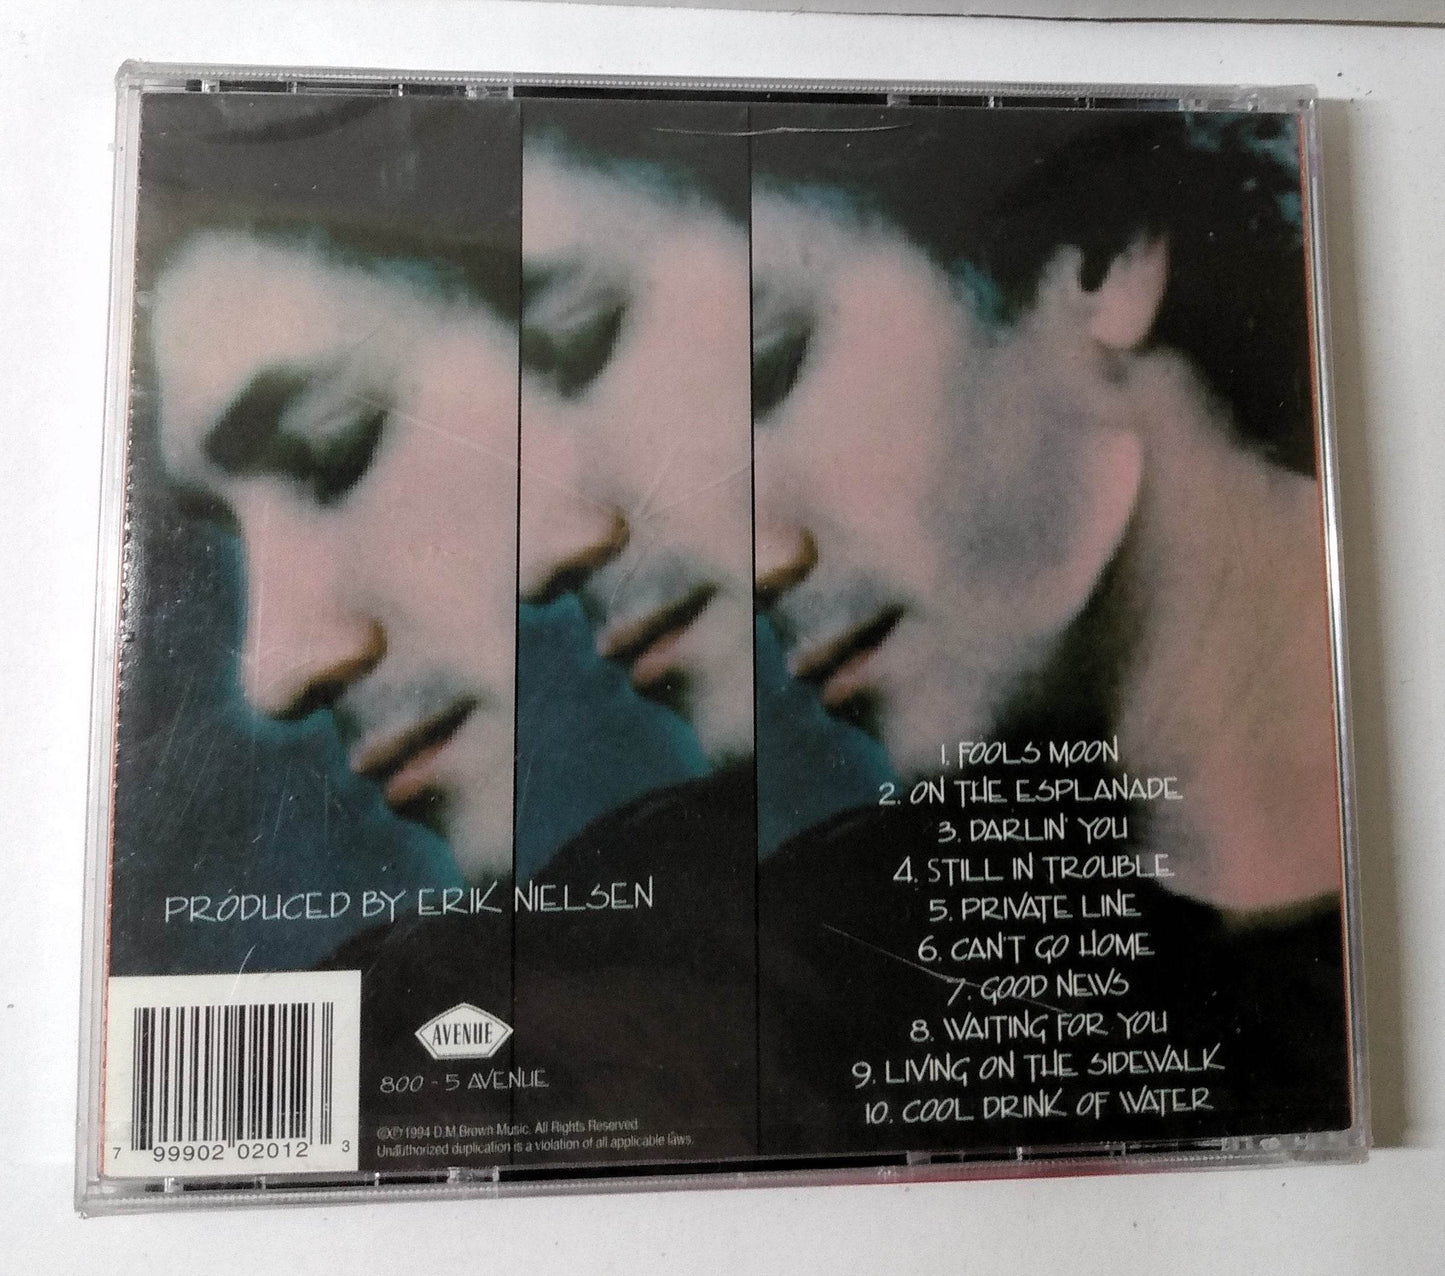 1. FOOLS MOON
2. ON THE ESPLANADE
3. DARLIN' YOU
4. STILL IN TROUBLE
5. PRIVATE LINE
6. CAN'T GO HOME
7. GOOD NEWS
8. WAITING FOR YOU
9. LIVING ON THE SIDEWALK
10. COOL DRINK OF WATER
PRODUCED BY ERIK NIELSEN
AVENUE
800 - 5 AVENUE
©℗ 1994 D.M Brown Music. All Rights Reserved
Unauthorized duplication is a violation of all applicable laws.
7 99902 02012 3